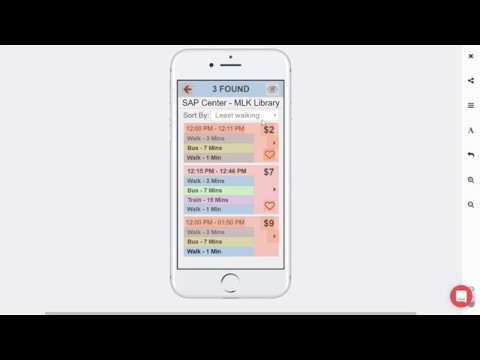 3 FOUND
SAP Center - MLK Library
Sort By: Least walking
12:00 PM - 12:11 PM $2
Walk - 3 Mins
Bus - 7 Mins
Walk - 1 Min
12:15 PM - 12:46 PM $7
Walk - 3 Mins
Bus - 7 Mins
Train - 15 Mins
Walk - 1 Min
12:00 PM - 01:50 PM $9
Walk - 3 Mins
Bus - 7 Mins
Walk - 1 Min
A